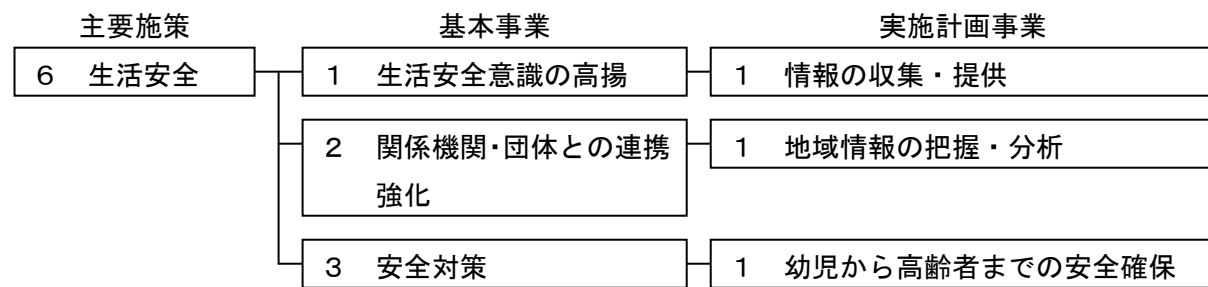 主要施策 基本事業 実施計画事業
6 生活安全 1 生活安全意識の高揚 1 情報の収集・提供
2 関係機関・団体との連携 1 地域情報の把握・分析
強化
3 安全対策 1 幼児から高齢者までの安全確保